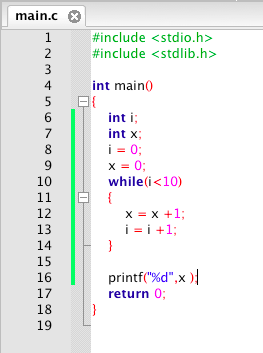 main.c
1 #include <stdio.h>
2 #include <stdlib.h>
3
4 int main()
5 {
6 int i;
7 int x;
8 i = 0;
9 x = 0;
10 while(i<10)
11 {
12 x = x +1;
13 i = i +1;
14 }
15
16 printf("%d",x );
17 return 0;
18 }
19